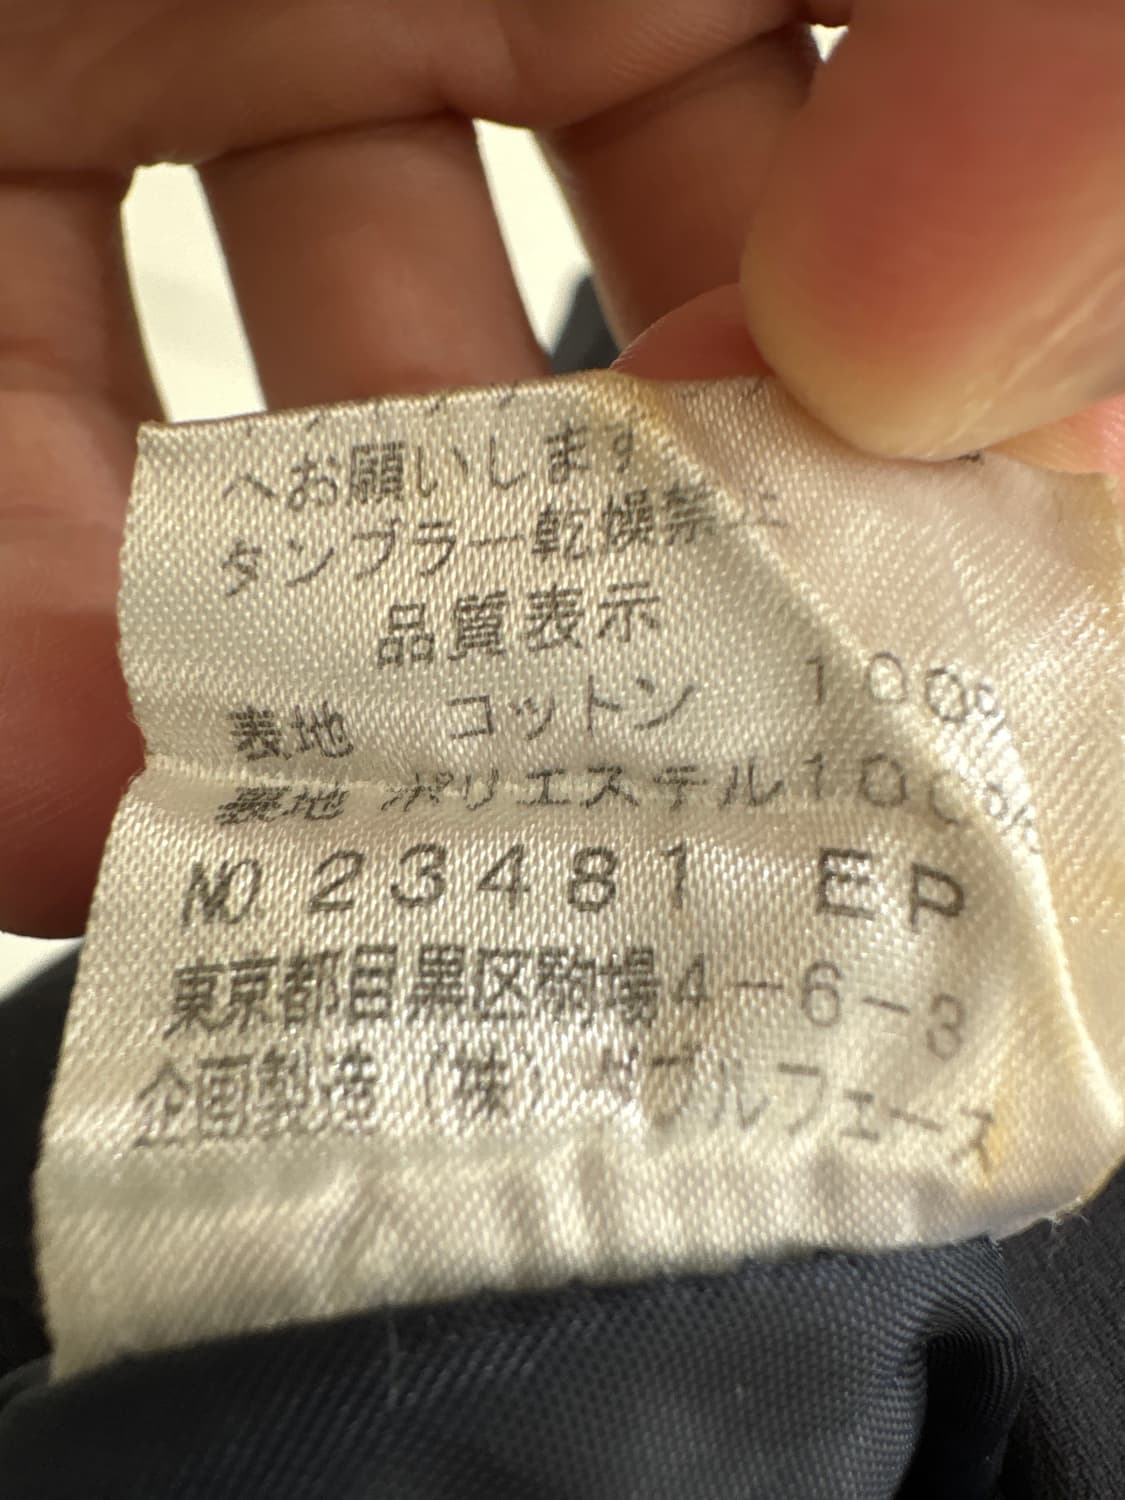 へお願いします
タンブラー乾燥禁止
品質表示
表地 コットン 100%
裏地 ポリエステル100%
NO 23481 EP
東京都目黒区駒場4-6-3
企画製造(株)ダブルフェース